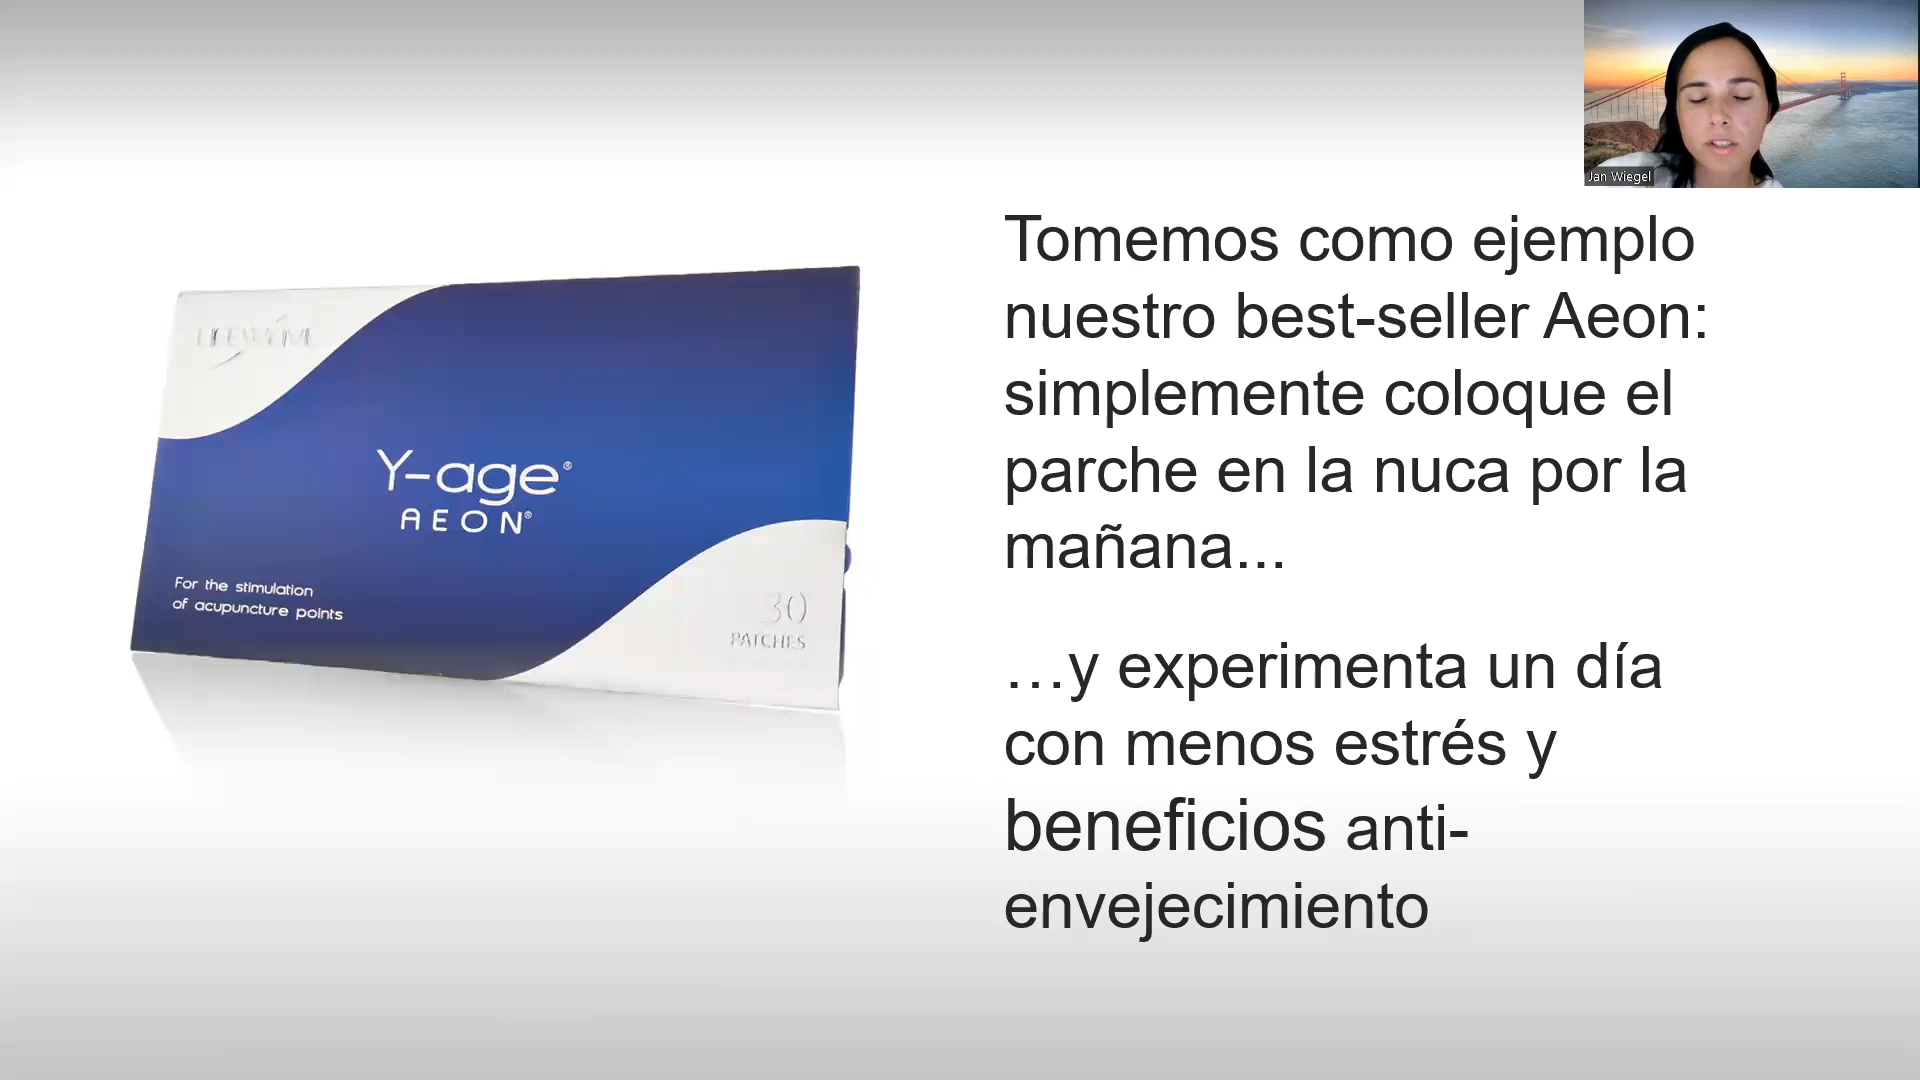 Jan Wiegel
Tomemos como ejemplo
nuestro best-seller Aeon:
simplemente coloque el
parche en la nuca por la
mañana...
…y experimenta un día
con menos estrés y
beneficios anti-
envejecimiento
LIFEWAVE
Y-age®
AEON®
For the stimulation
of acupuncture points
30
PATCHES